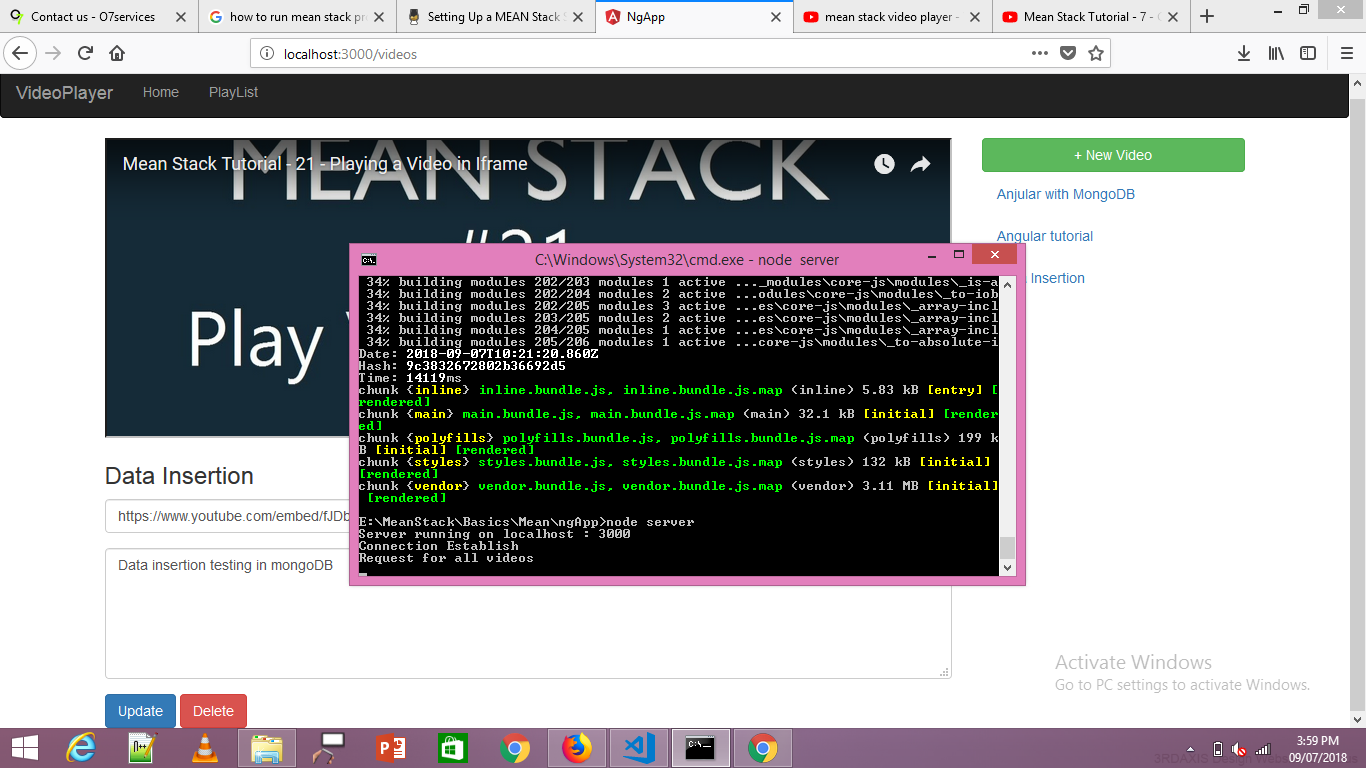 Contact us - O7services
how to run mean stack pr
Setting Up a MEAN Stack S
NgApp
mean stack video player -
Mean Stack Tutorial - 7 -
localhost:3000/videos
VideoPlayer Home PlayList
Mean Stack Tutorial - 21 - Playing a Video in Iframe
MEAN STACK
#21
Play
+ New Video
Anjular with MongoDB
Angular tutorial
Insertion
C:\Windows\System32\cmd.exe - node server
34% building modules 202/203 modules 1 active ..._modules\core-js\modules\_is-a
34% building modules 202/204 modules 2 active ...odules\core-js\modules\_to-iob
34% building modules 202/205 modules 3 active ...es\core-js\modules\_array-incl
34% building modules 203/205 modules 2 active ...es\core-js\modules\_array-incl
34% building modules 204/205 modules 1 active ...es\core-js\modules\_array-incl
34% building modules 205/206 modules 1 active ...core-js\modules\_to-absolute-i
Date: 2018-09-07T10:21:20.860Z
Hash: 9c3832672802b36692d5
Time: 14119ms
chunk {inline} inline.bundle.js, inline.bundle.js.map (inline) 5.83 kB [entry] [
rendered]
chunk {main} main.bundle.js, main.bundle.js.map (main) 32.1 kB [initial] [render
ed]
chunk {polyfills} polyfills.bundle.js, polyfills.bundle.js.map (polyfills) 199 k
B [initial] [rendered]
chunk {styles} styles.bundle.js, styles.bundle.js.map (styles) 132 kB [initial]
[rendered]
chunk {vendor} vendor.bundle.js, vendor.bundle.js.map (vendor) 3.11 MB [initial]
[rendered]
E:\MeanStack\Basics\Mean\ngApp>node server
Server running on localhost : 3000
Connection Establish
Request for all videos
Data Insertion
https://www.youtube.com/embed/fJDb
Data insertion testing in mongoDB
Update Delete
Activate Windows
Go to PC settings to activate Windows.
3:59 PM
09/07/2018